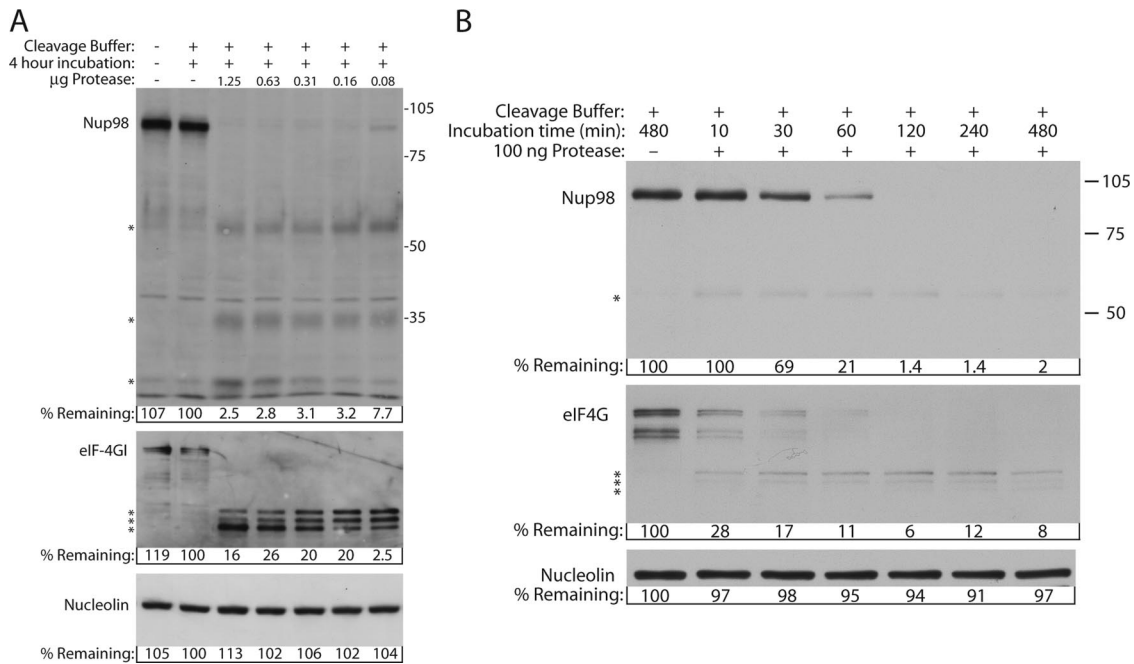 A
Cleavage Buffer: - + + + + + +
4 hour incubation: - + + + + + +
μg Protease: - - 1.25 0.63 0.31 0.16 0.08
Nup98
-105
-75
*
-50
*
-35
*
% Remaining: 107 100 2.5 2.8 3.1 3.2 7.7
eIF-4GI
*
*
*
% Remaining: 119 100 16 26 20 20 2.5
Nucleolin
% Remaining: 105 100 113 102 106 102 104
B
Cleavage Buffer: + + + + + + +
Incubation time (min): 480 10 30 60 120 240 480
100 ng Protease: – + + + + + +
Nup98
– 105
– 75
*
– 50
% Remaining: 100 100 69 21 1.4 1.4 2
eIF4G
*
*
*
% Remaining: 100 28 17 11 6 12 8
Nucleolin
% Remaining: 100 97 98 95 94 91 97